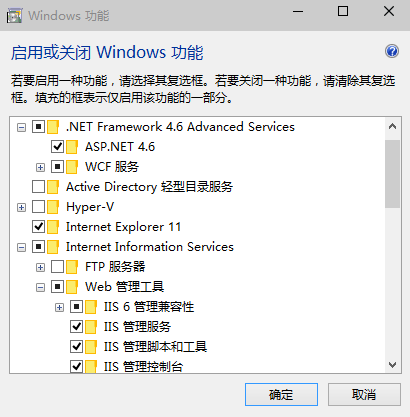 Windows 功能
启用或关闭 Windows 功能
若要启用一种功能，请选择其复选框。若要关闭一种功能，请清除其复选
框。填充的框表示仅启用该功能的一部分。
.NET Framework 4.6 Advanced Services
ASP.NET 4.6
WCF 服务
Active Directory 轻型目录服务
Hyper-V
Internet Explorer 11
Internet Information Services
FTP 服务器
Web 管理工具
IIS 6 管理兼容性
IIS 管理服务
IIS 管理脚本和工具
IIS 管理控制台
确定
取消